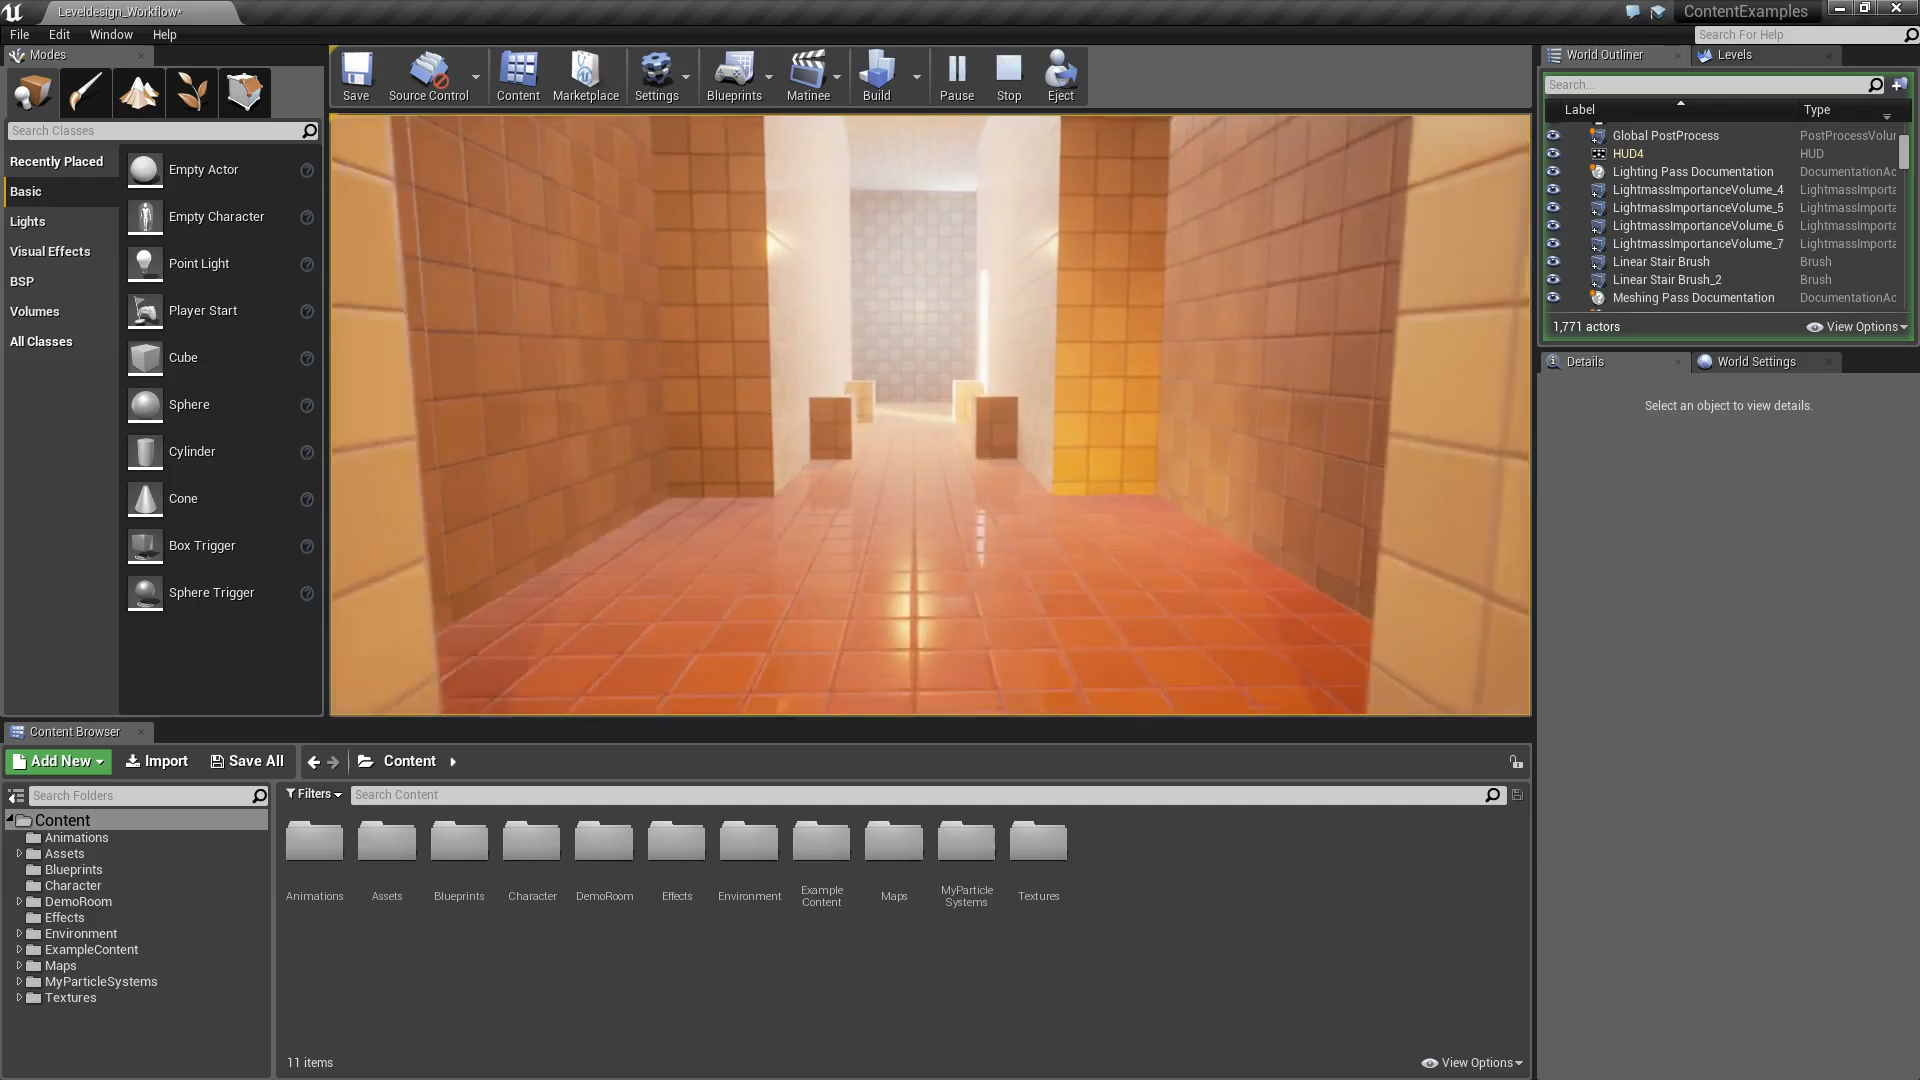 Leveldesign_Workflow*
ContentExamples
File Edit Window Help
Search For Help
Modes
Save Source Control Content Marketplace Settings Blueprints Matinee Build Pause Stop Eject
Search Classes
Recently Placed
Basic
Lights
Visual Effects
BSP
Volumes
All Classes
Empty Actor
Empty Character
Point Light
Player Start
Cube
Sphere
Cylinder
Cone
Box Trigger
Sphere Trigger
World Outliner Levels
Search...
Label Type
Global PostProcess PostProcessVolu
HUD4 HUD
Lighting Pass Documentation DocumentationAc
LightmassImportanceVolume_4 LightmassImporta
LightmassImportanceVolume_5 LightmassImporta
LightmassImportanceVolume_6 LightmassImporta
LightmassImportanceVolume_7 LightmassImporta
Linear Stair Brush Brush
Linear Stair Brush_2 Brush
Meshing Pass Documentation DocumentationAc
1,771 actors View Options
Details World Settings
Select an object to view details.
Content Browser
Add New Import Save All Content
Search Folders
Filters Search Content
Content
Animations
Assets
Blueprints
Character
DemoRoom
Effects
Environment
ExampleContent
Maps
MyParticleSystems
Textures
Animations Assets Blueprints Character DemoRoom Effects Environment Example Content Maps MyParticle Systems Textures
11 items View Options